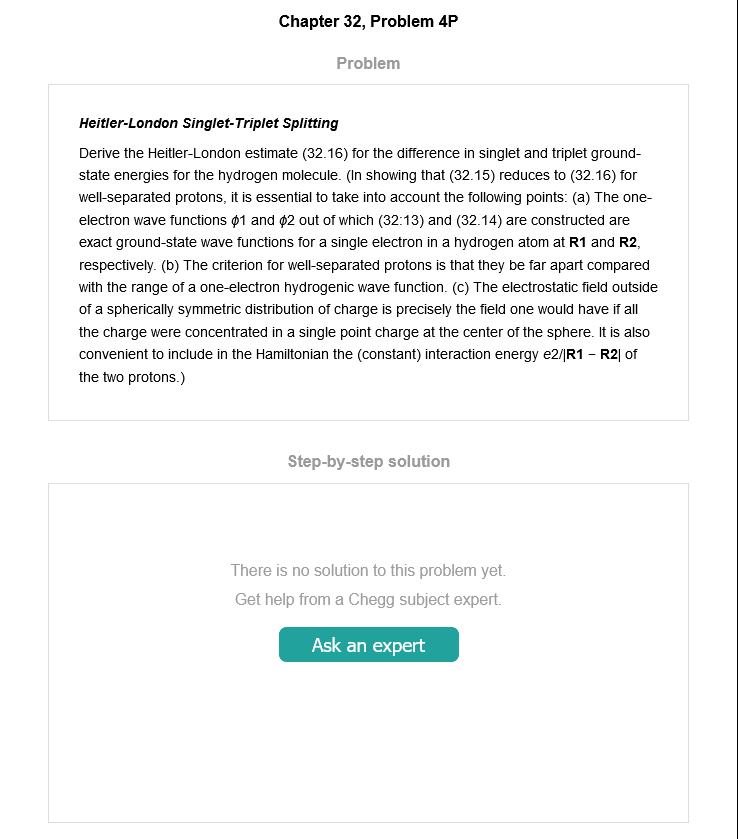 Chapter 32, Problem 4P
Problem
Heitler-London Singlet-Triplet Splitting
Derive the Heitler-London estimate (32.16) for the difference in singlet and triplet ground-
state energies for the hydrogen molecule. (In showing that (32.15) reduces to (32.16) for
well-separated protons, it is essential to take into account the following points: (a) The one-
electron wave functions ϕ1 and ϕ2 out of which (32:13) and (32.14) are constructed are
exact ground-state wave functions for a single electron in a hydrogen atom at R1 and R2,
respectively. (b) The criterion for well-separated protons is that they be far apart compared
with the range of a one-electron hydrogenic wave function. (c) The electrostatic field outside
of a spherically symmetric distribution of charge is precisely the field one would have if all
the charge were concentrated in a single point charge at the center of the sphere. It is also
convenient to include in the Hamiltonian the (constant) interaction energy e2/|R1 − R2| of
the two protons.)
Step-by-step solution
There is no solution to this problem yet.
Get help from a Chegg subject expert.
Ask an expert